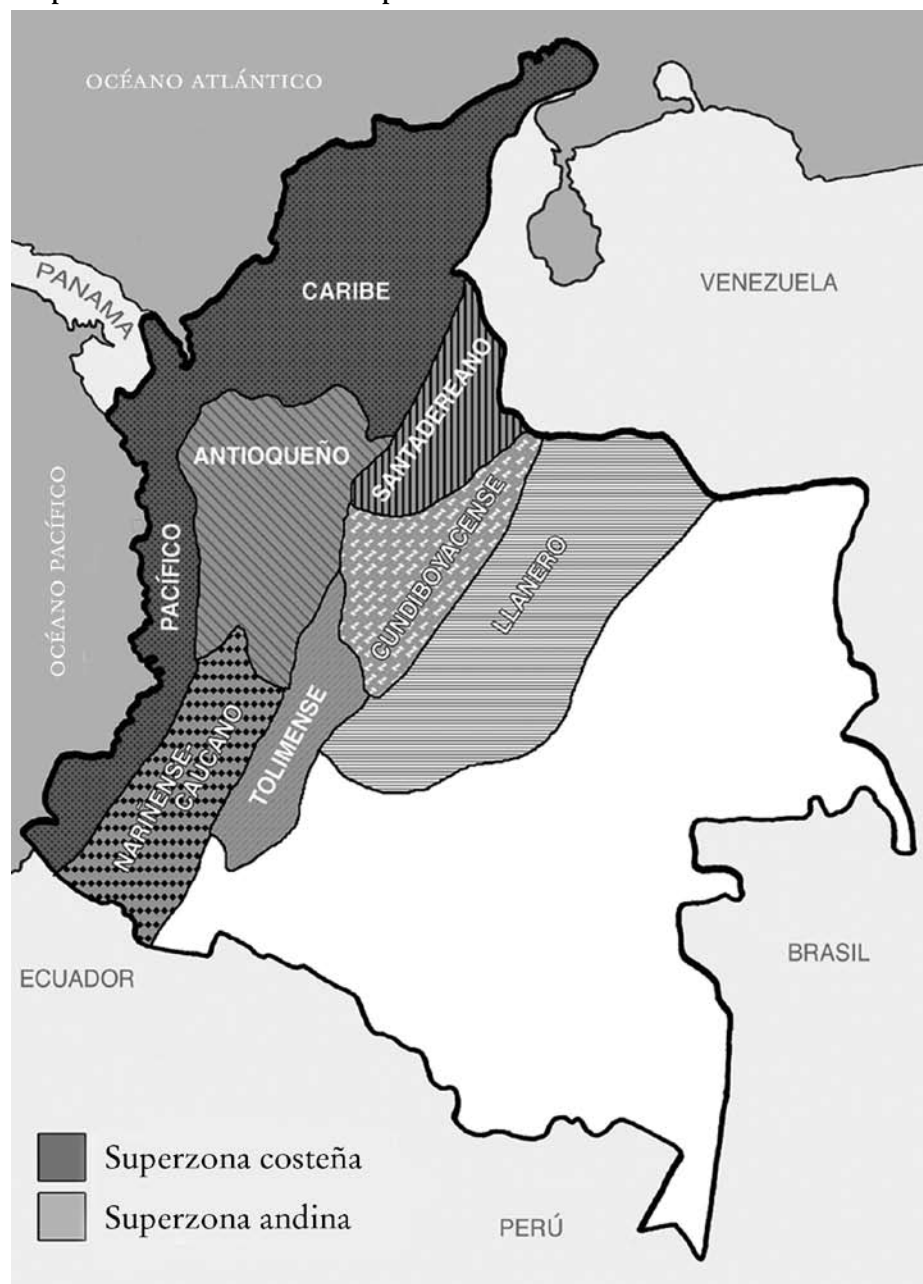 OCÉANO ATLÁNTICO
PANAMA
CARIBE
VENEZUELA
SANTADEREANO
ANTIOQUEÑO
OCÉANO PACÍFICO
PACÍFICO
CUNDIBOYACENSE
LLANERO
NARIÑENSE-
CAUCANO
TOLIMENSE
ECUADOR
BRASIL
Superzona costeña
Superzona andina
PERÚ